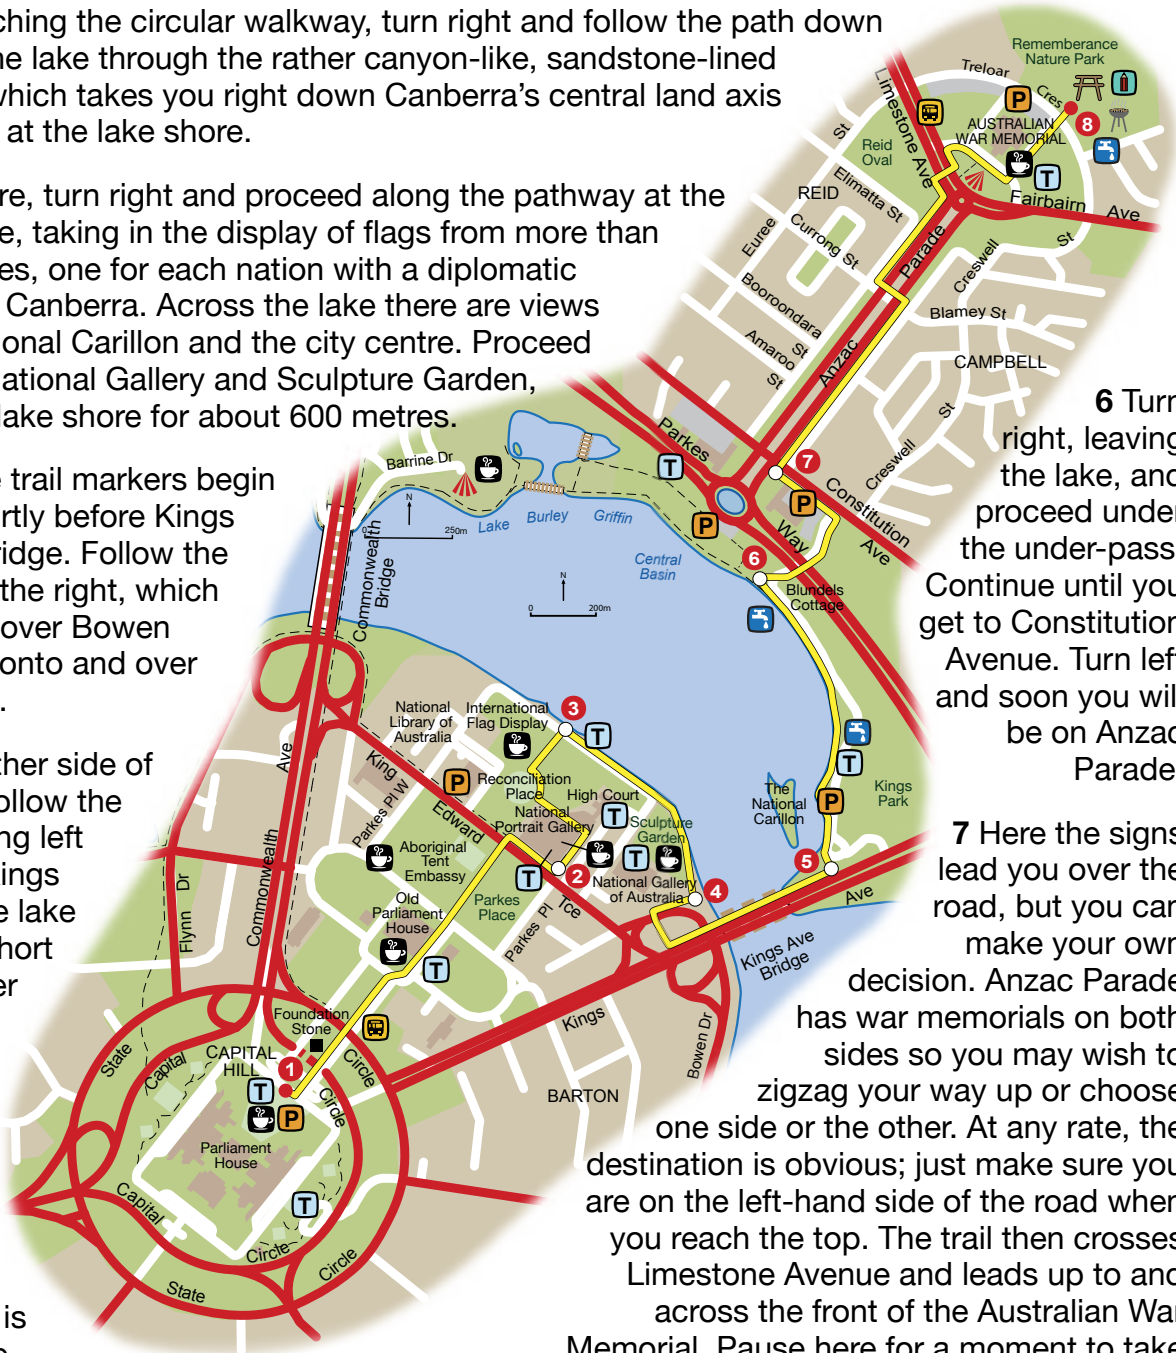 ching the circular walkway, turn right and follow the path down
he lake through the rather canyon-like, sandstone-lined
which takes you right down Canberra's central land axis
at the lake shore.
re, turn right and proceed along the pathway at the
e, taking in the display of flags from more than
es, one for each nation with a diplomatic
Canberra. Across the lake there are views
ional Carillon and the city centre. Proceed
ational Gallery and Sculpture Garden,
lake shore for about 600 metres.
e trail markers begin
rtly before Kings
ridge. Follow the
the right, which
over Bowen
onto and over
.
ther side of
ollow the
ng left
Kings
e lake
hort
er
is
6 Turn
right, leaving
the lake, and
proceed under
the under-pass.
Continue until you
get to Constitution
Avenue. Turn left
and soon you will
be on Anzac
Parade.
7 Here the signs
lead you over the
road, but you can
make your own
decision. Anzac Parade
has war memorials on both
sides so you may wish to
zigzag your way up or choose
one side or the other. At any rate, the
destination is obvious; just make sure you
are on the left-hand side of the road when
you reach the top. The trail then crosses
Limestone Avenue and leads up to and
across the front of the Australian War
Memorial. Pause here for a moment to take
Rememberance
Nature Park
Treloar
Cres
P
8
AUSTRALIAN
WAR MEMORIAL
T
Limestone Ave
St
Reid
Oval
REID
Elimatta St
Fairbairn
Ave
Euree
Currong St
Parade
Creswell
St
Booroondara
St
Blamey St
Amaroo
St
Anzac
CAMPBELL
St
Creswell
Parkes
T
7
P
P
Constitution
Ave
Way
6
Blundels
Cottage
Barrine Dr
N
0
250m
Lake
Burley
Griffin
Central
Basin
N
0
200m
Commonwealth
Bridge
National
Library of
Australia
International
Flag Display
3
T
T
The
National
Carillon
P
Kings
Park
King
P
Reconciliation
Place
High Court
Parkes Pl W
Edward
National
Portrait Gallery
T
Sculpture
Garden
T
5
Aboriginal
Tent
Embassy
T
2
National Gallery
of Australia
4
Ave
Ave
Commonwealth
Flynn
Dr
Old
Parliament
House
Parkes
Place
Parkes Pl
Tce
Kings Ave
Bridge
T
Foundation
Stone
Kings
Bowen Dr
State
Capital
CAPITAL
HILL
1
Circle
Circle
T
P
BARTON
Parliament
House
T
Capital
Circle
Circle
State